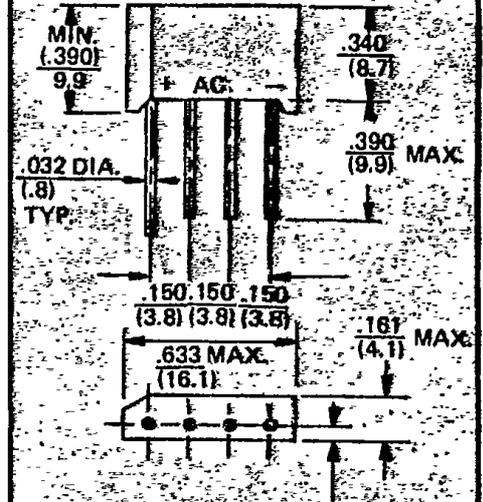 MIN.
(.390)
9.9
.340
(8.7)
+ AC. −
.390 MAX.
(9.9)
.032 DIA.
(.8)
TYP.
.150 .150 .150
(3.8) (3.8) (3.8)
.161 MAX.
(4.1)
.633 MAX.
(16.1)